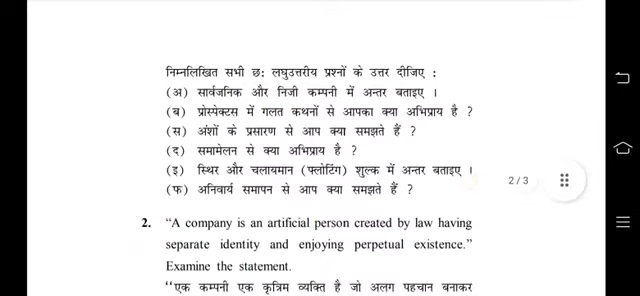 निम्नलिखित सभी छ: लघुउत्तरीय प्रश्नों के उत्तर दीजिए :
(अ) सार्वजनिक और निजी कम्पनी में अन्तर बताइए ।
(ब) प्रोस्पेक्टस में गलत कथनों से आपका क्या अभिप्राय है ?
(स) अंशों के प्रसारण से आप क्या समझते हैं ?
(द) समामेलन से क्या अभिप्राय है ?
(इ) स्थिर और चलायमान (फ्लोटिंग) शुल्क में अन्तर बताइए ।
(फ) अनिवार्य समापन से आप क्या समझते हैं ?
2/3
2. “A company is an artificial person created by law having
separate identity and enjoying perpetual existence.”
Examine the statement.
“एक कम्पनी एक कृत्रिम व्यक्ति है जो अलग पहचान बनाकर